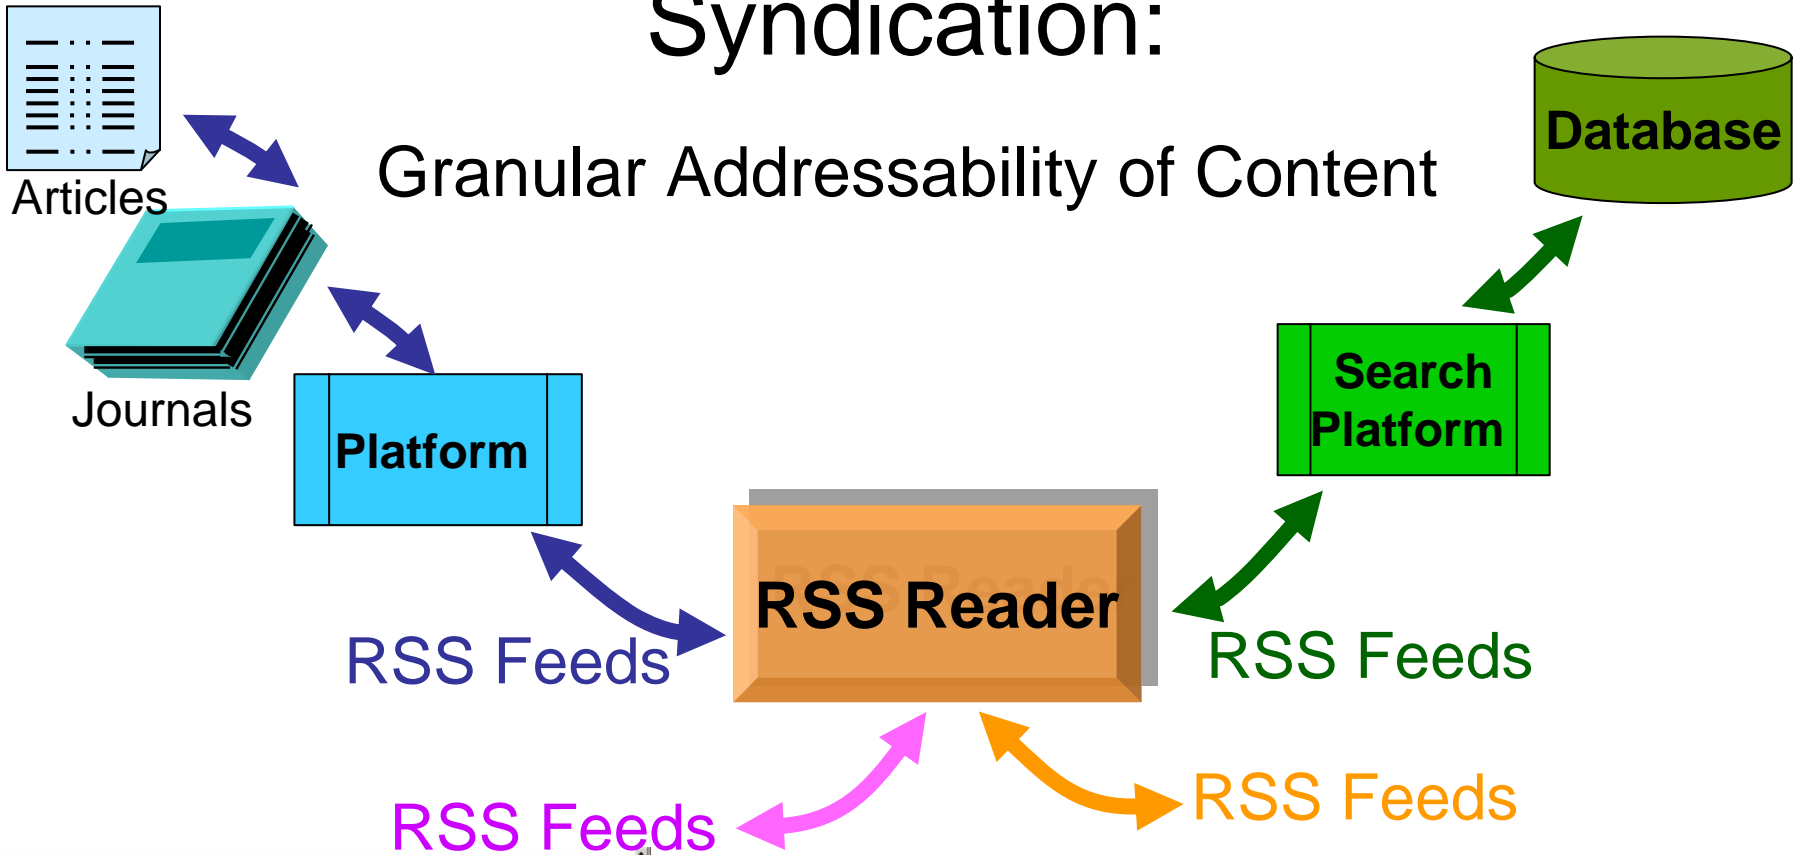 Syndication:
Granular Addressability of Content
Articles
Journals
Platform
Database
Search
Platform
RSS Reader
RSS Feeds
RSS Feeds
RSS Feeds
RSS Feeds